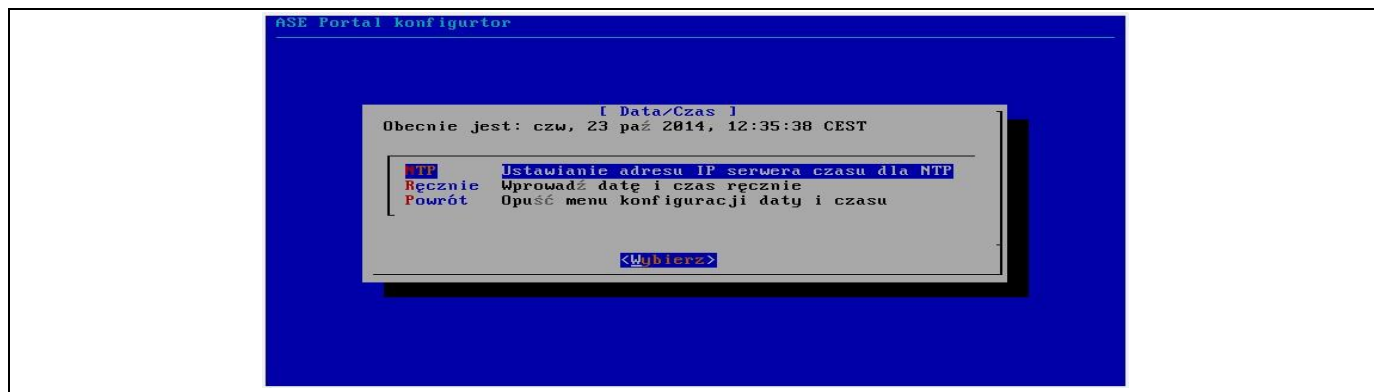 ASE Portal konfigurtor
[ Data/Czas ]
Obecnie jest: czw, 23 paź 2014, 12:35:38 CEST
NTP Ustawianie adresu IP serwera czasu dla NTP
Ręcznie Wprowadź datę i czas ręcznie
Powrót Opuść menu konfiguracji daty i czasu
<Wybierz>